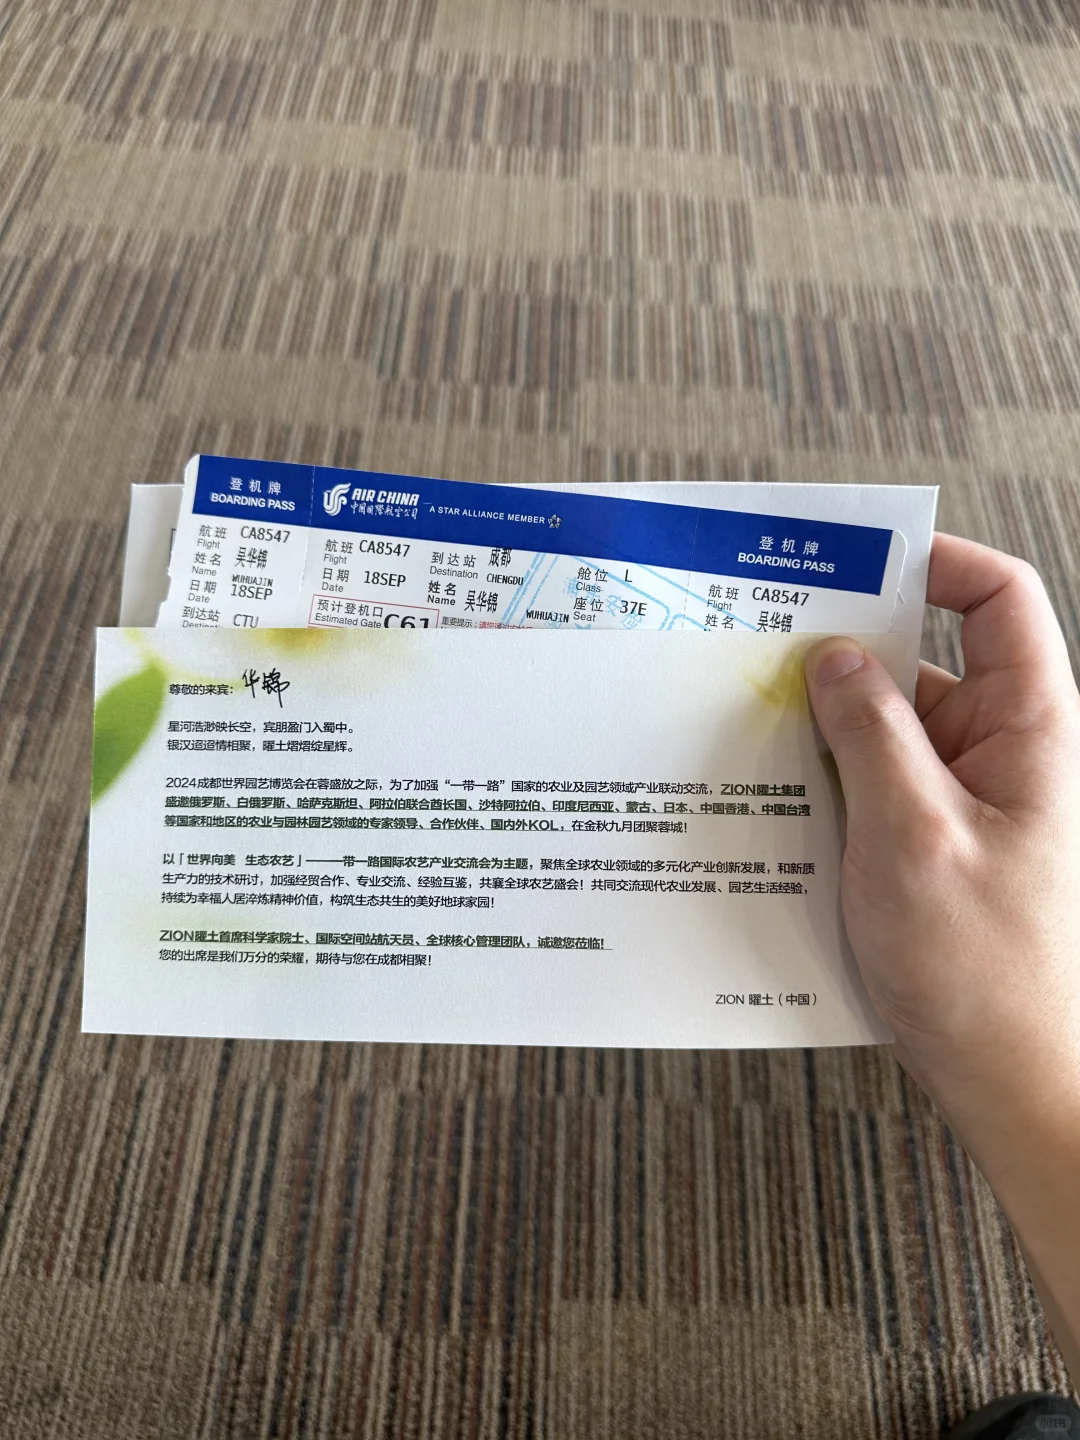 登机牌
BOARDING PASS
AIR CHINA
中国国际航空公司
A STAR ALLIANCE MEMBER
登机牌
BOARDING PASS
航班 CA8547
Flight
姓名 吴华锦
Name
WUHUAJIN
日期 18SEP
Date
到达站 CTU
航班 CA8547
Flight
日期 18SEP
Date
预计登机口 C61
Estimated Gate
到达站 成都
Destination CHENGDU
姓名 吴华锦
Name WUHUAJIN
重要提示:
舱位 L
Class
座位 37E
Seat
航班 CA8547
Flight
姓名 吴华锦
尊敬的来宾: 华锦
星河浩渺映长空，宾朋盈门入蜀中。
银汉迢迢情相聚，曜土熠熠绽星辉。
2024成都世界园艺博览会在蓉盛放之际，为了加强“一带一路”国家的农业及园艺领域产业联动交流，ZION曜土集团
盛邀俄罗斯、白俄罗斯、哈萨克斯坦、阿拉伯联合酋长国、沙特阿拉伯、印度尼西亚、蒙古、日本、中国香港、中国台湾
等国家和地区的农业与园林园艺领域的专家领导、合作伙伴、国内外KOL，在金秋九月团聚蓉城！
以「世界向美 生态农艺」——一带一路国际农艺产业交流会为主题，聚焦全球农业领域的多元化产业创新发展，和新质
生产力的技术研讨，加强经贸合作、专业交流、经验互鉴，共襄全球农艺盛会！共同交流现代农业发展、园艺生活经验，
持续为幸福人居淬炼精神价值，构筑生态共生的美好地球家园！
ZION曜土首席科学家院士、国际空间站航天员、全球核心管理团队，诚邀您莅临！
您的出席是我们万分的荣耀，期待与您在成都相聚！
ZION 曜土（中国）
小红书